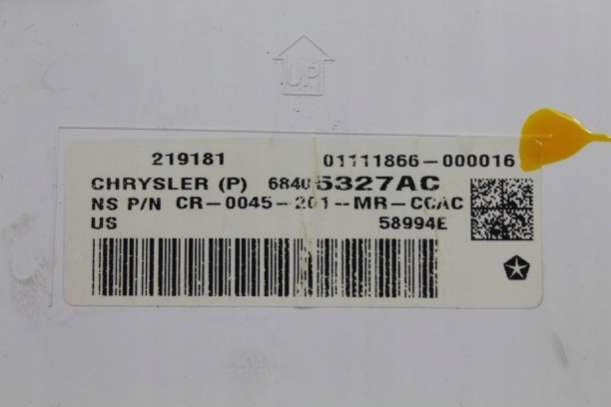 UP
219181 01111866-000016
CHRYSLER (P) 68405327AC
NS P/N CR-0045-201--MR-CCAC
US 58994E